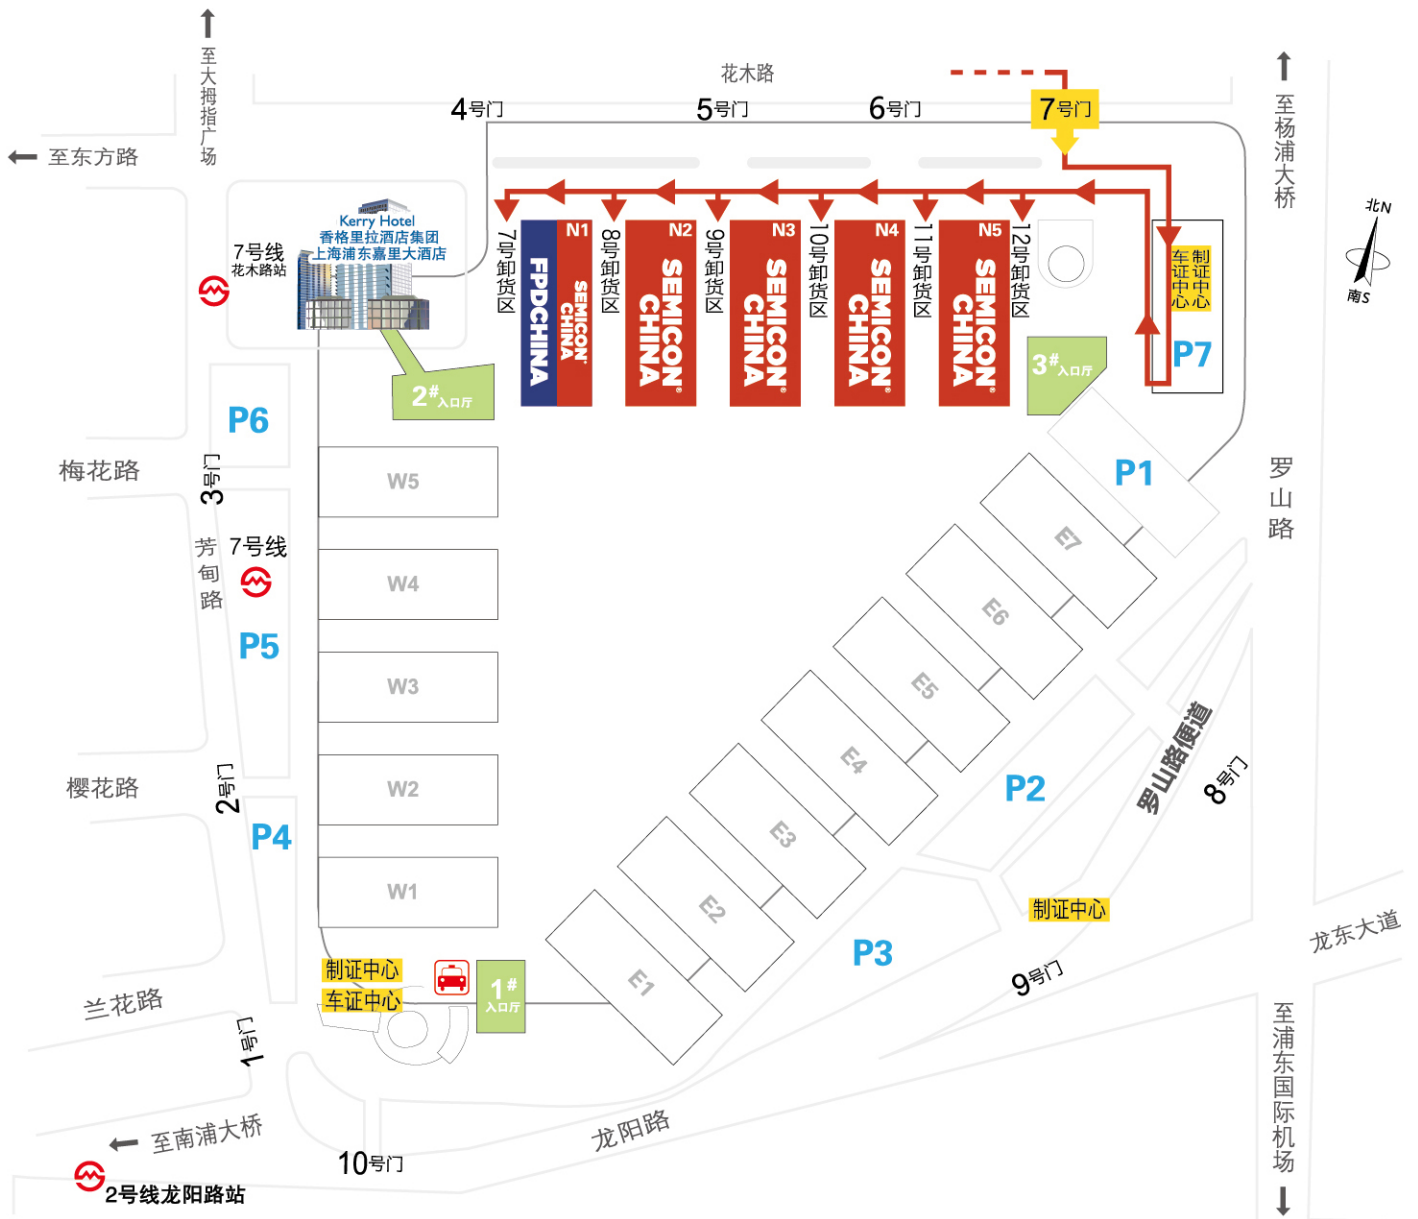 至大拇指广场
花木路
4号门
5号门
6号门
7号门
至杨浦大桥
至东方路
北N
南S
Kerry Hotel
香格里拉酒店集团
上海浦东嘉里大酒店
7号线
花木路站
7号卸货区
N1
FPDCHINA
SEMICON
CHINA
8号卸货区
N2
SEMICON®
CHINA
9号卸货区
N3
SEMICON®
CHINA
10号卸货区
N4
SEMICON®
CHINA
11号卸货区
N5
SEMICON®
CHINA
12号卸货区
制证中心
车证中心
P7
3#入口厅
2#入口厅
P6
P1
梅花路
3号门
W5
罗山路
芳甸路
7号线
W4
E7
E6
P5
W3
E5
罗山路便道
8号门
樱花路
2号门
W2
E4
P2
P4
E3
W1
E2
制证中心
P3
龙东大道
制证中心
车证中心
1#
入口厅
E1
9号门
兰花路
1号门
至浦东国际机场
至南浦大桥
龙阳路
10号门
2号线龙阳路站